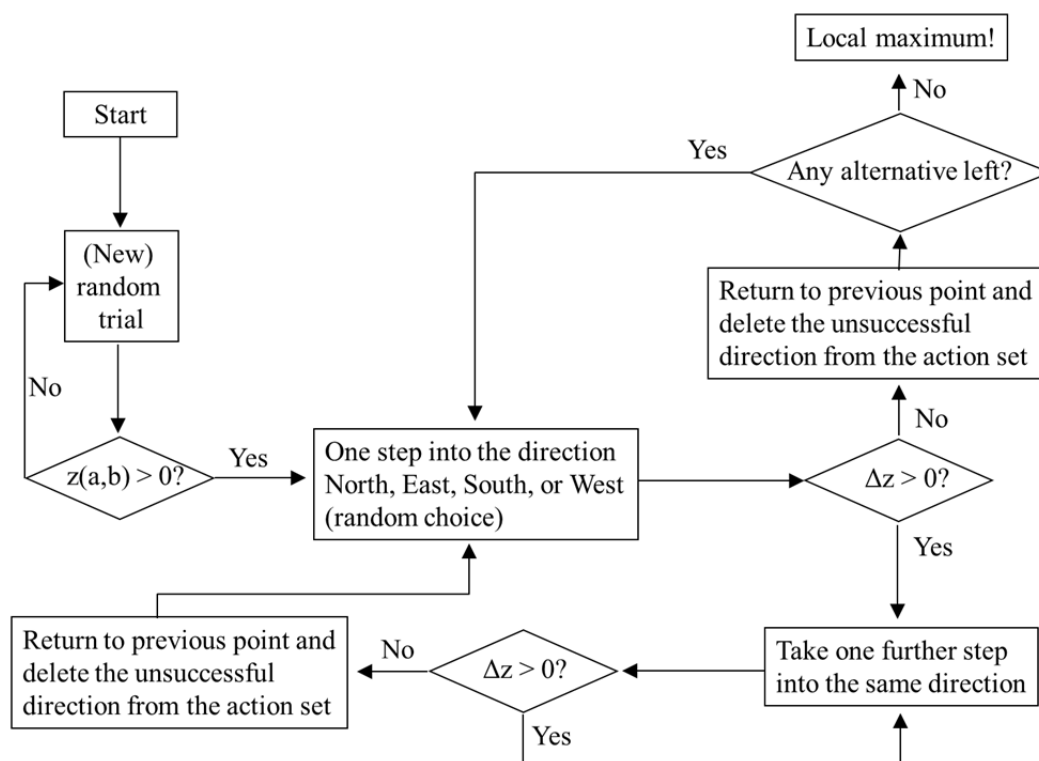 Local maximum!
No
Start
Yes
Any alternative left?
(New)
random
trial
Return to previous point and
delete the unsuccessful
direction from the action set
No
No
z(a,b) > 0?
Yes
One step into the direction
North, East, South, or West
(random choice)
Δz > 0?
Yes
Return to previous point and
delete the unsuccessful
direction from the action set
No
Δz > 0?
Take one further step
into the same direction
Yes